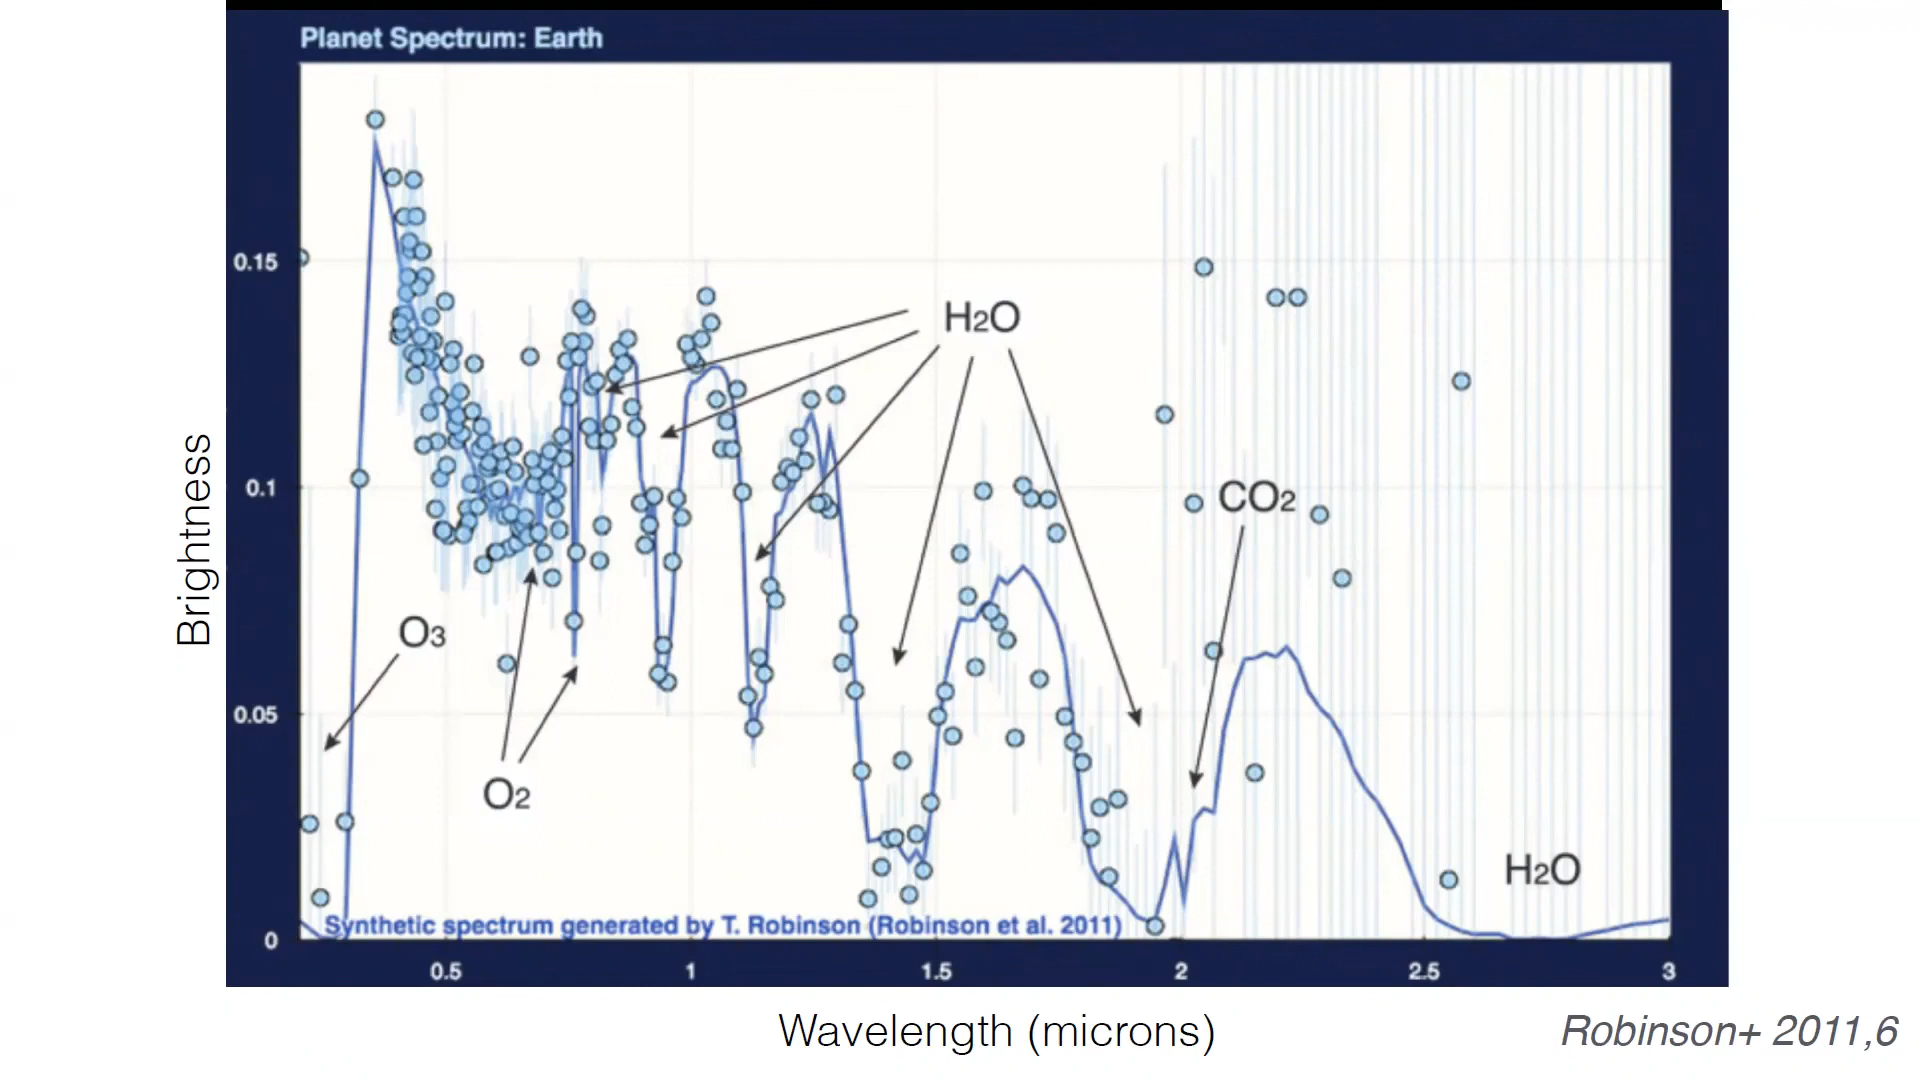 Planet Spectrum: Earth
0.15
H2O
0.1
CO2
Brightness
O3
0.05
O2
H2O
Synthetic spectrum generated by T. Robinson (Robinson et al. 2011)
0
0.5 1 1.5 2 2.5 3
Wavelength (microns)
Robinson+ 2011,6